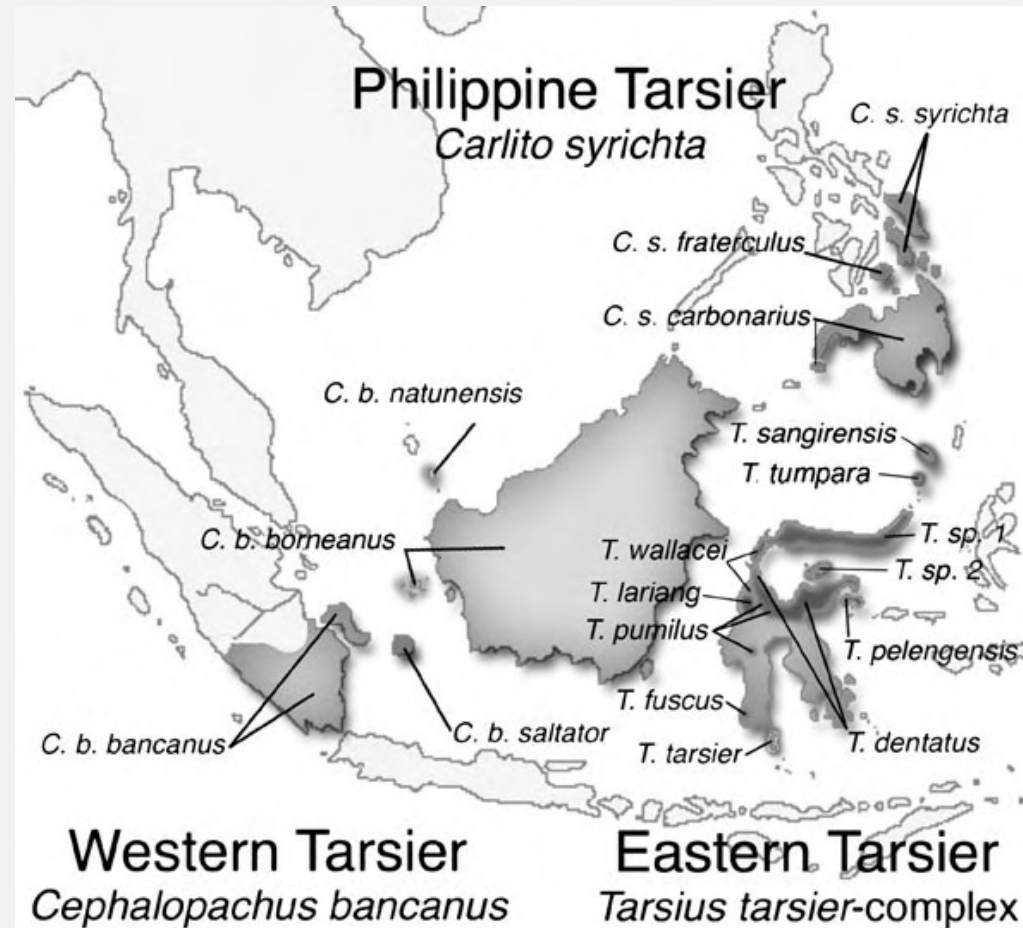 Philippine Tarsier
Carlito syrichta
C. s. syrichta
C. s. fraterculus
C. s. carbonarius
C. b. natunensis
T. sangirensis
T. tumpara
C. b. borneanus
T. wallacei
T. sp. 1
T. sp. 2
T. lariang
T. pumilus
T. pelengensis
T. fuscus
C. b. saltator
C. b. bancanus
T. tarsier
T. dentatus
Western Tarsier
Cephalopachus bancanus
Eastern Tarsier
Tarsius tarsier-complex